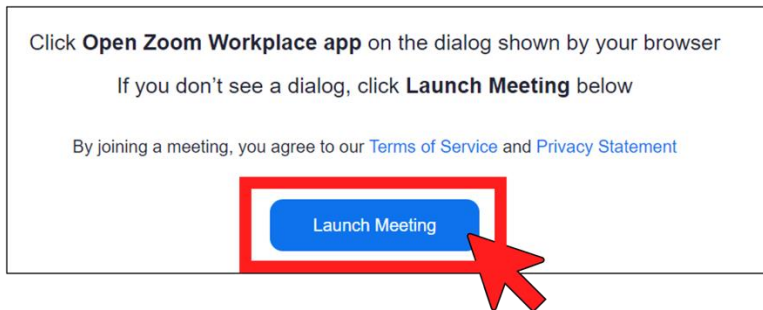 Click Open Zoom Workplace app on the dialog shown by your browser
If you don’t see a dialog, click Launch Meeting below
By joining a meeting, you agree to our Terms of Service and Privacy Statement
Launch Meeting